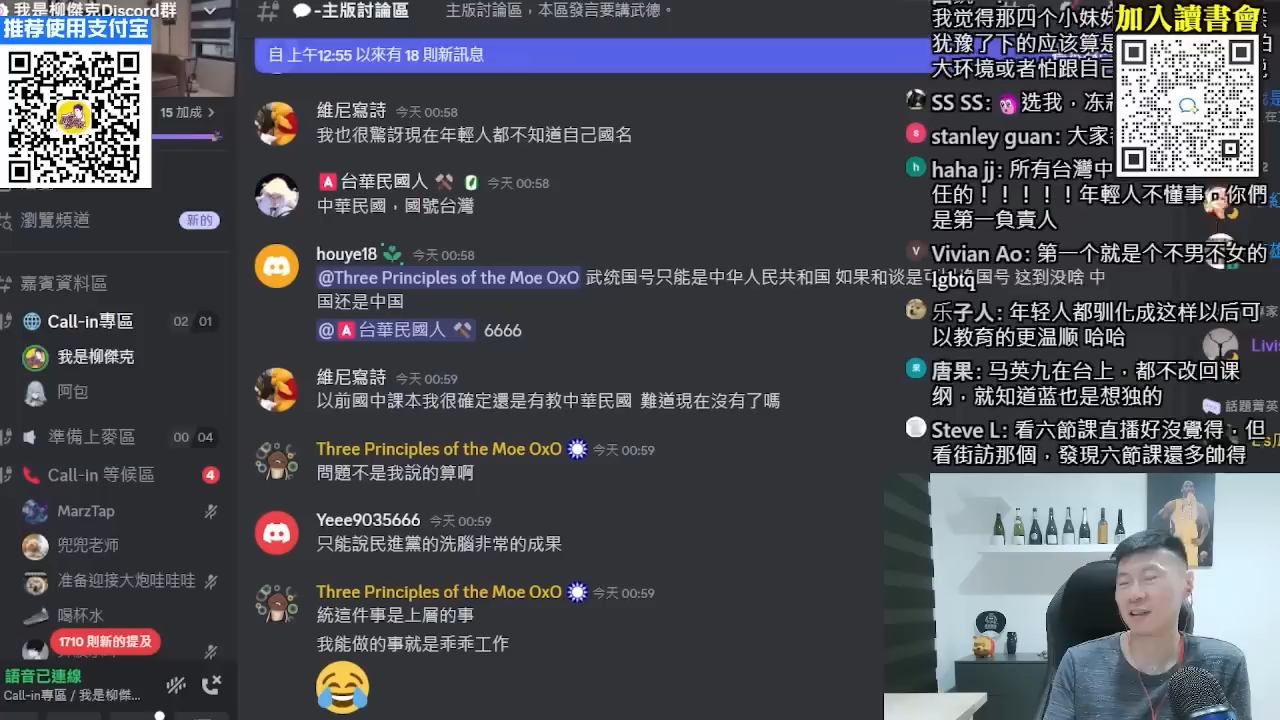 我是柳傑克Discord群
推荐使用支付宝
15 加成
瀏覽頻道
新的
嘉賓資料區
Call-in專區
02 01
我是柳傑克
阿包
準備上麥區
00 04
Call-in 等候區
4
MarzTap
兜兜老师
准备迎接大炮哇哇哇
喝杯水
1710 則新的提及
語音已連線
Call-in專區 / 我是柳傑...
-主版討論區
主版討論區，本區發言要講武德。
自 上午12:55 以來有 18 則新訊息
維尼寫詩 今天 00:58
我也很驚訝現在年輕人都不知道自己國名
A 台華民國人 今天 00:58
中華民國，國號台灣
houye18 今天 00:58
@Three Principles of the Moe OxO 武统国号只能是中华人民共和国 如果和谈是
国号 这到没啥 中
国还是中国
@ A 台華民國人 6666
維尼寫詩 今天 00:59
以前國中課本我很確定還是有教中華民國 難道現在沒有了嗎
Three Principles of the Moe OxO 今天 00:59
問題不是我說的算啊
Yeee9035666 今天 00:59
只能說民進黨的洗腦非常的成果
Three Principles of the Moe OxO 今天 00:59
統這件事是上層的事
我能做的事就是乖乖工作
加入讀書會
我觉得那四个小妹
犹豫了下的应该算是
大环境或者怕跟自己
SS SS: 选我，冻
stanley guan: 大家
haha jj: 所有台灣中
任的！！！！！年輕人不懂事，你們
是第一負責人
Vivian Ao: 第一个就是个不男不女的
lgbtq
乐子人: 年轻人都驯化成这样以后可
以教育的更温顺 哈哈
唐果: 马英九在台上，都不改回课
纲，就知道蓝也是想独的
話題菁英
Steve L: 看六節課直播好沒覺得，但
看街訪那個，發現六節課還多帥得